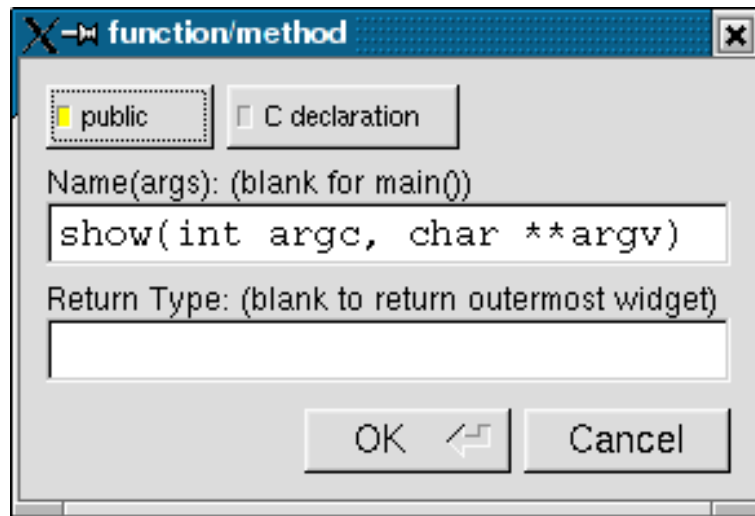 function/method
public
C declaration
Name(args): (blank for main())
show(int argc, char **argv)
Return Type: (blank to return outermost widget)
OK
Cancel